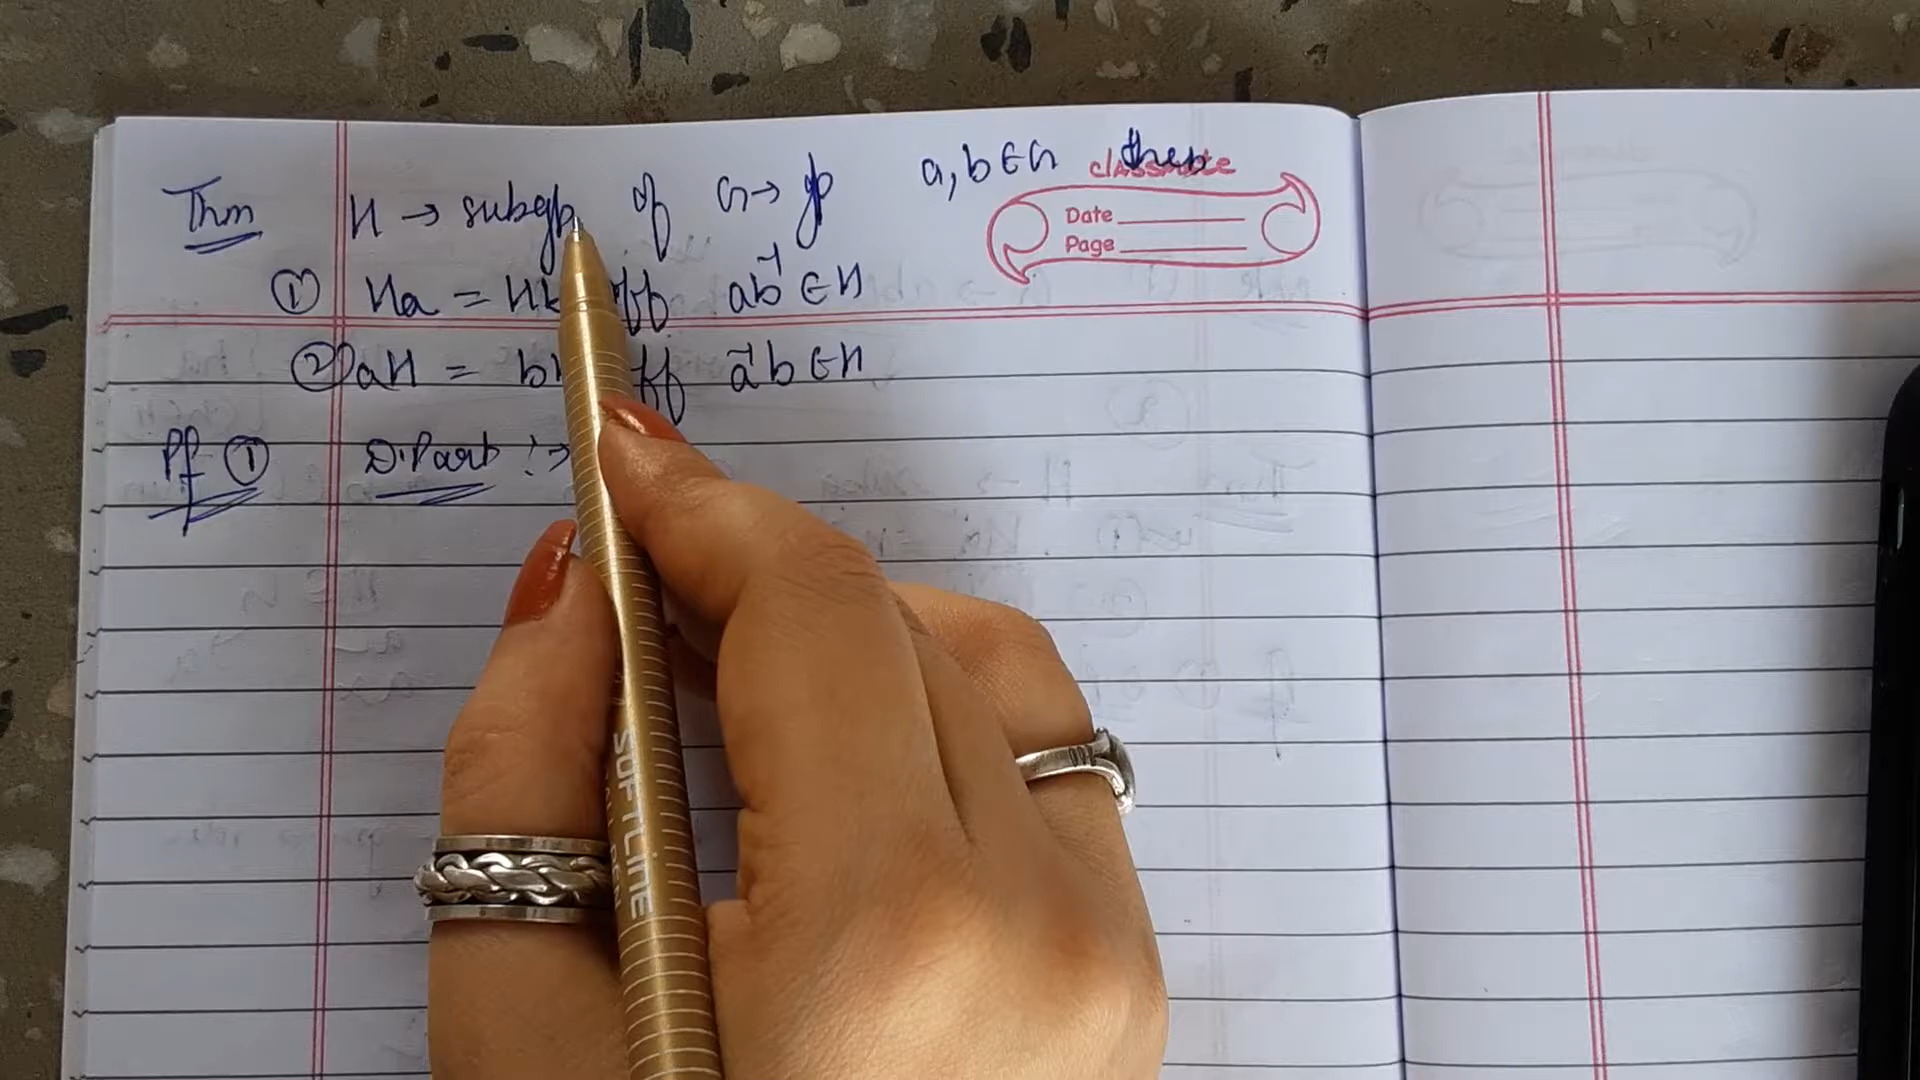 Thm H → subgp of G → gp a, b ∈ G then
classmate
Date
Page
① Ha = Hb iff ab⁻¹ ∈ H
② aH = bH iff a⁻¹b ∈ H
Pf ① D.Part :→
SOFTLINE